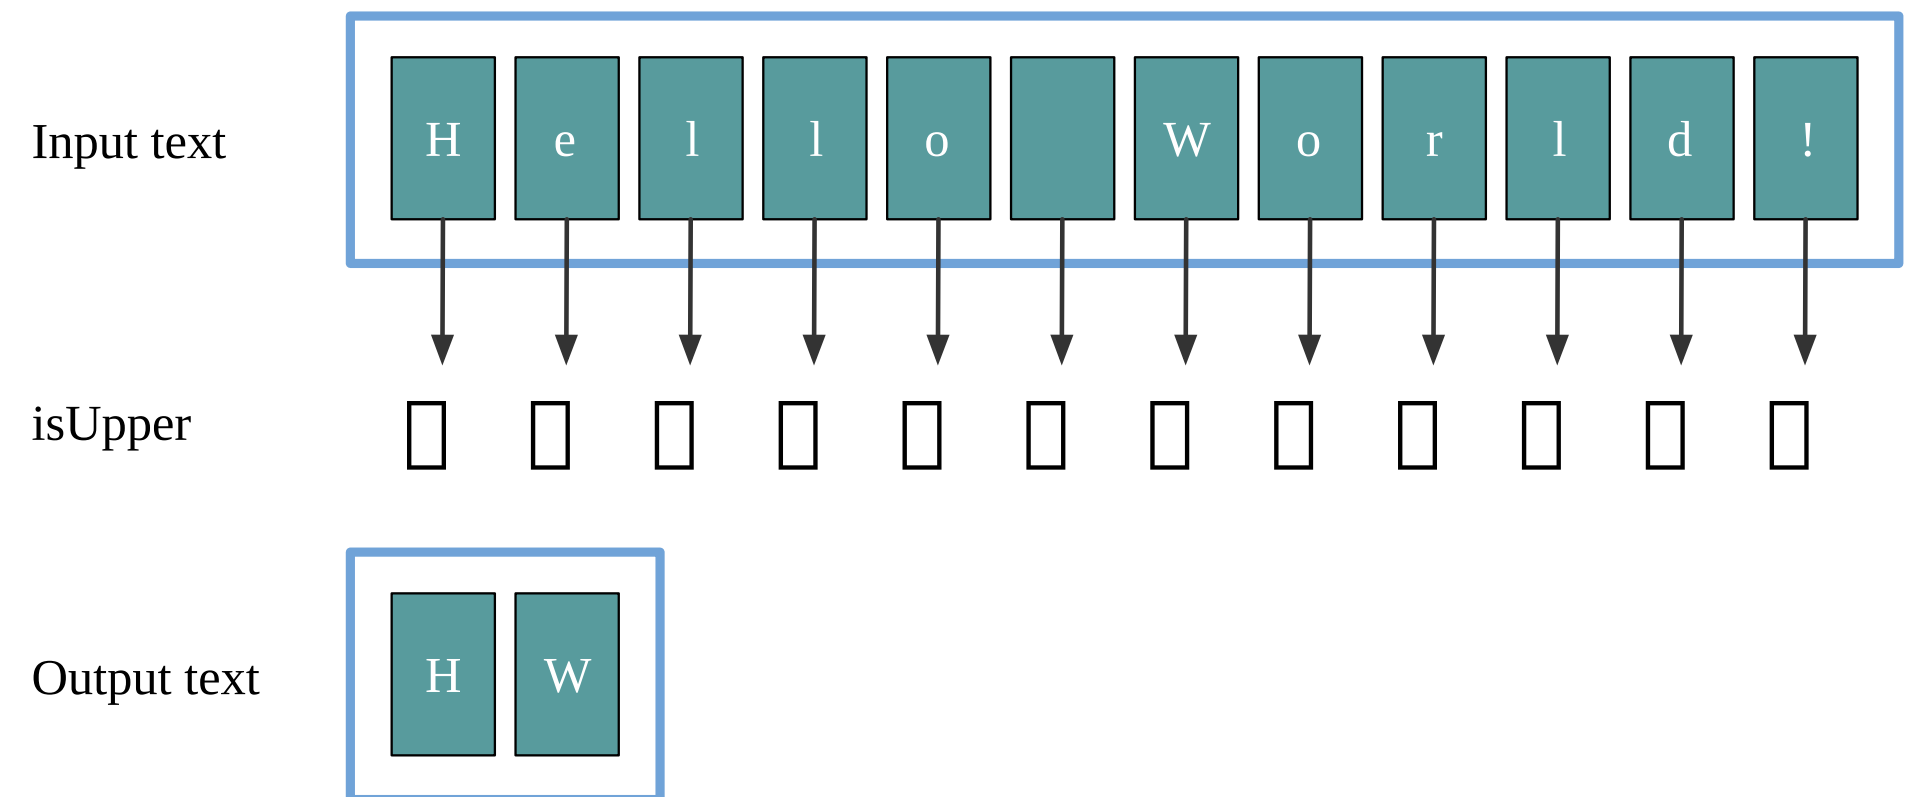 Input text H e l l o W o r l d !
isUpper
Output text H W